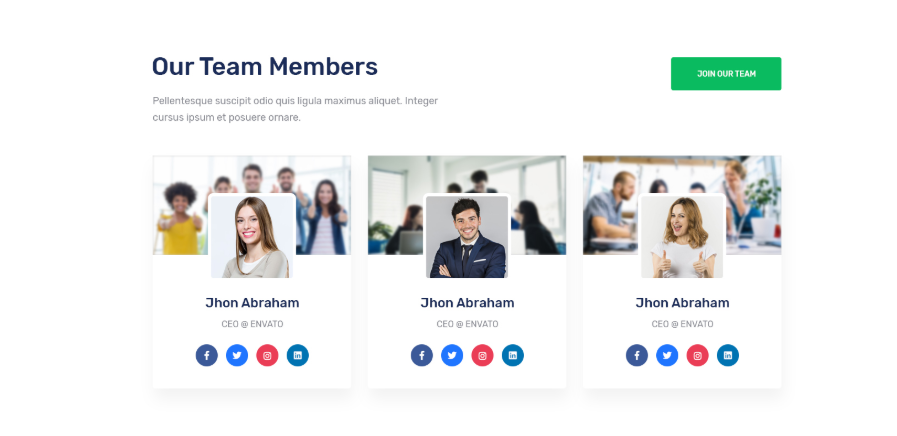 Our Team Members
JOIN OUR TEAM
Pellentesque suscipit odio quis ligula maximus aliquet. Integer
cursus ipsum et posuere ornare.
Jhon Abraham
CEO @ ENVATO
Jhon Abraham
CEO @ ENVATO
Jhon Abraham
CEO @ ENVATO